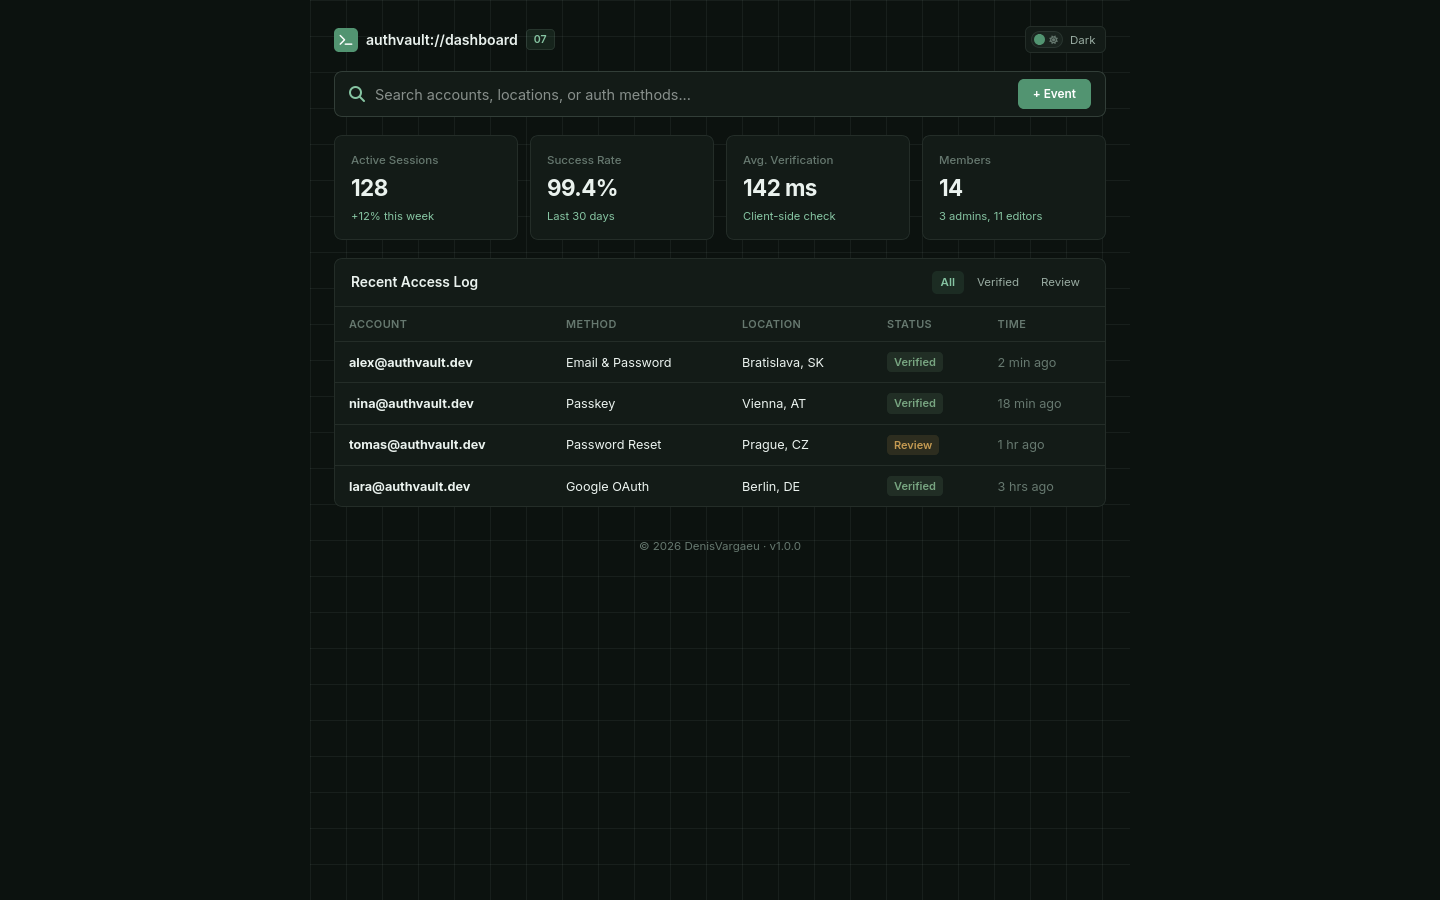 authvault://dashboard 07 Dark
Search accounts, locations, or auth methods... + Event
Active Sessions Success Rate Avg. Verification Members
128 99.4% 142 ms 14
+12% this week Last 30 days Client-side check 3 admins, 11 editors
Recent Access Log All Verified Review
ACCOUNT METHOD LOCATION STATUS TIME
alex@authvault.dev Email & Password Bratislava, SK Verified 2 min ago
nina@authvault.dev Passkey Vienna, AT Verified 18 min ago
tomas@authvault.dev Password Reset Prague, CZ Review 1 hr ago
lara@authvault.dev Google OAuth Berlin, DE Verified 3 hrs ago
© 2026 DenisVargaeu · v1.0.0